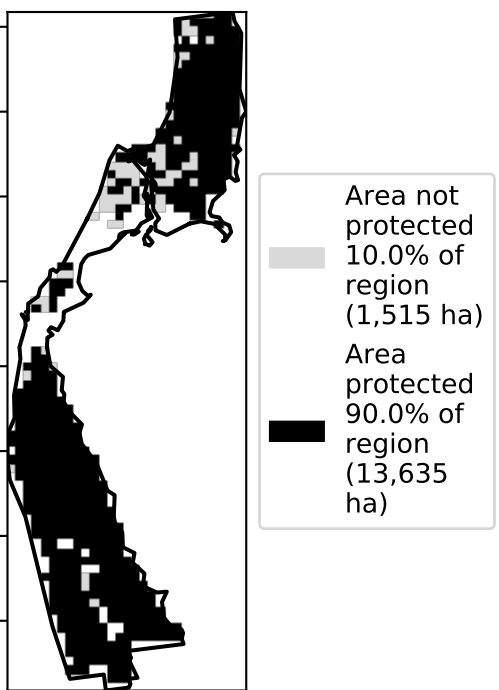 Area not
protected
10.0% of
region
(1,515 ha)
Area
protected
90.0% of
region
(13,635
ha)